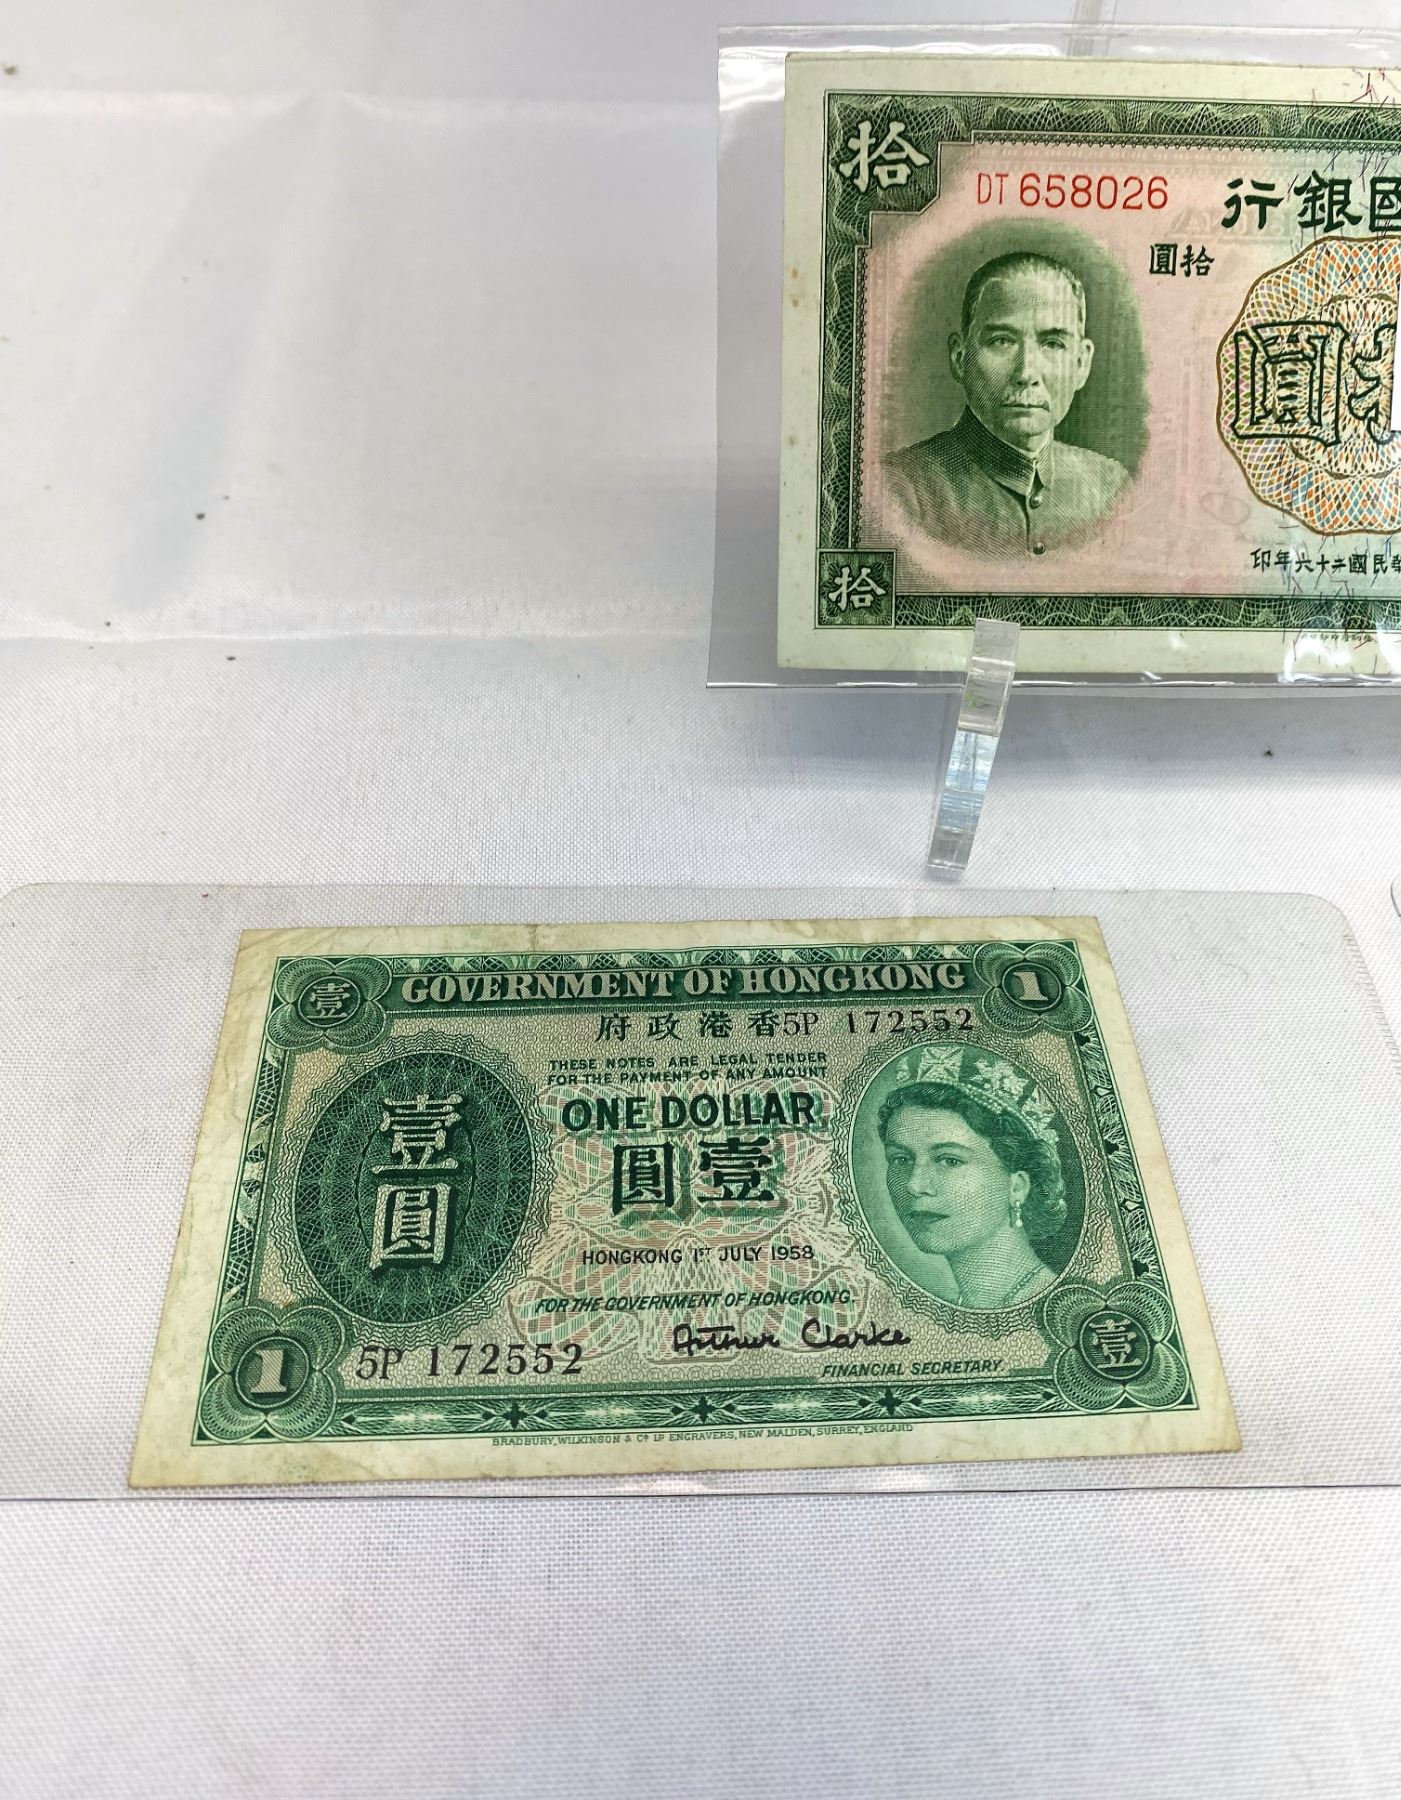 拾
DT 658026
行銀國
圓拾
圓拾
印年六十二國民
拾
GOVERNMENT OF HONGKONG
壹
1
府政港香
5P 172552
THESE NOTES ARE LEGAL TENDER
FOR THE PAYMENT OF ANY AMOUNT
ONE DOLLAR
圓壹
壹圓
HONGKONG 1ST JULY 1958
FOR THE GOVERNMENT OF HONGKONG.
Arthur Clarke
FINANCIAL SECRETARY.
5P 172552
1
壹
BRADBURY, WILKINSON & Co LD ENGRAVERS, NEW MALDEN, SURREY, ENGLAND